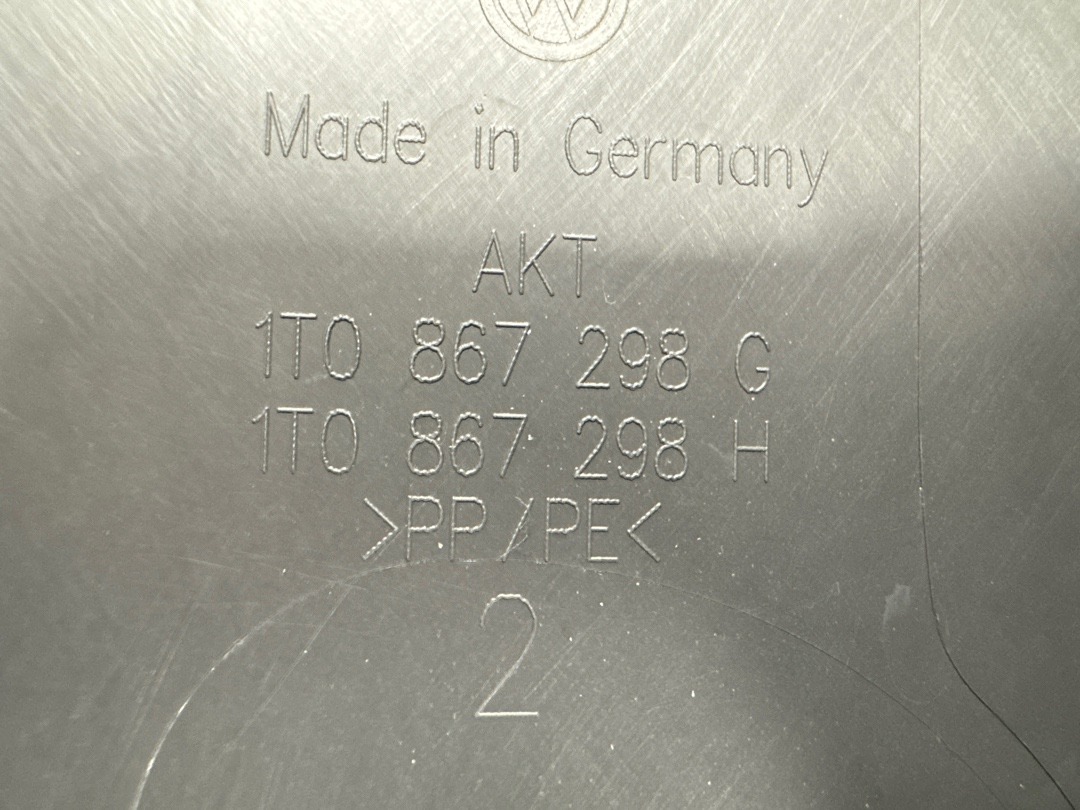 Made in Germany
AKT
1T0 867 298 G
1T0 867 298 H
>PP/PE<
2